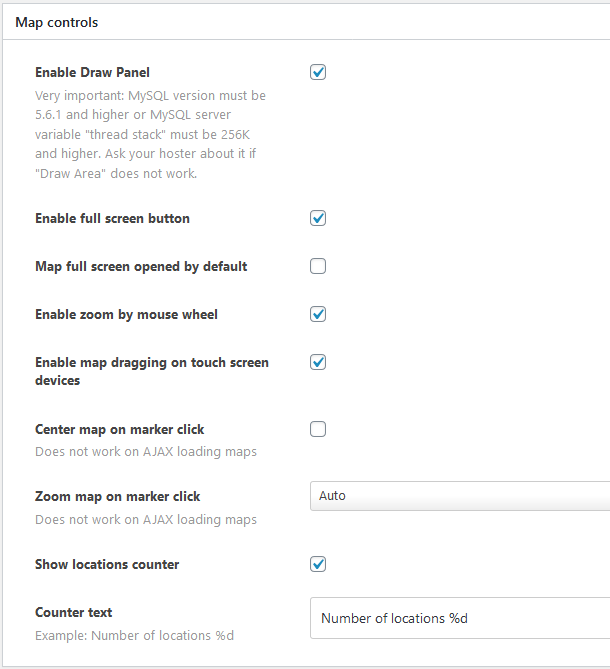 Map controls
Enable Draw Panel
Very important: MySQL version must be
5.6.1 and higher or MySQL server
variable "thread stack" must be 256K
and higher. Ask your hoster about it if
"Draw Area" does not work.
Enable full screen button
Map full screen opened by default
Enable zoom by mouse wheel
Enable map dragging on touch screen
devices
Center map on marker click
Does not work on AJAX loading maps
Zoom map on marker click
Auto
Does not work on AJAX loading maps
Show locations counter
Counter text
Number of locations %d
Example: Number of locations %d